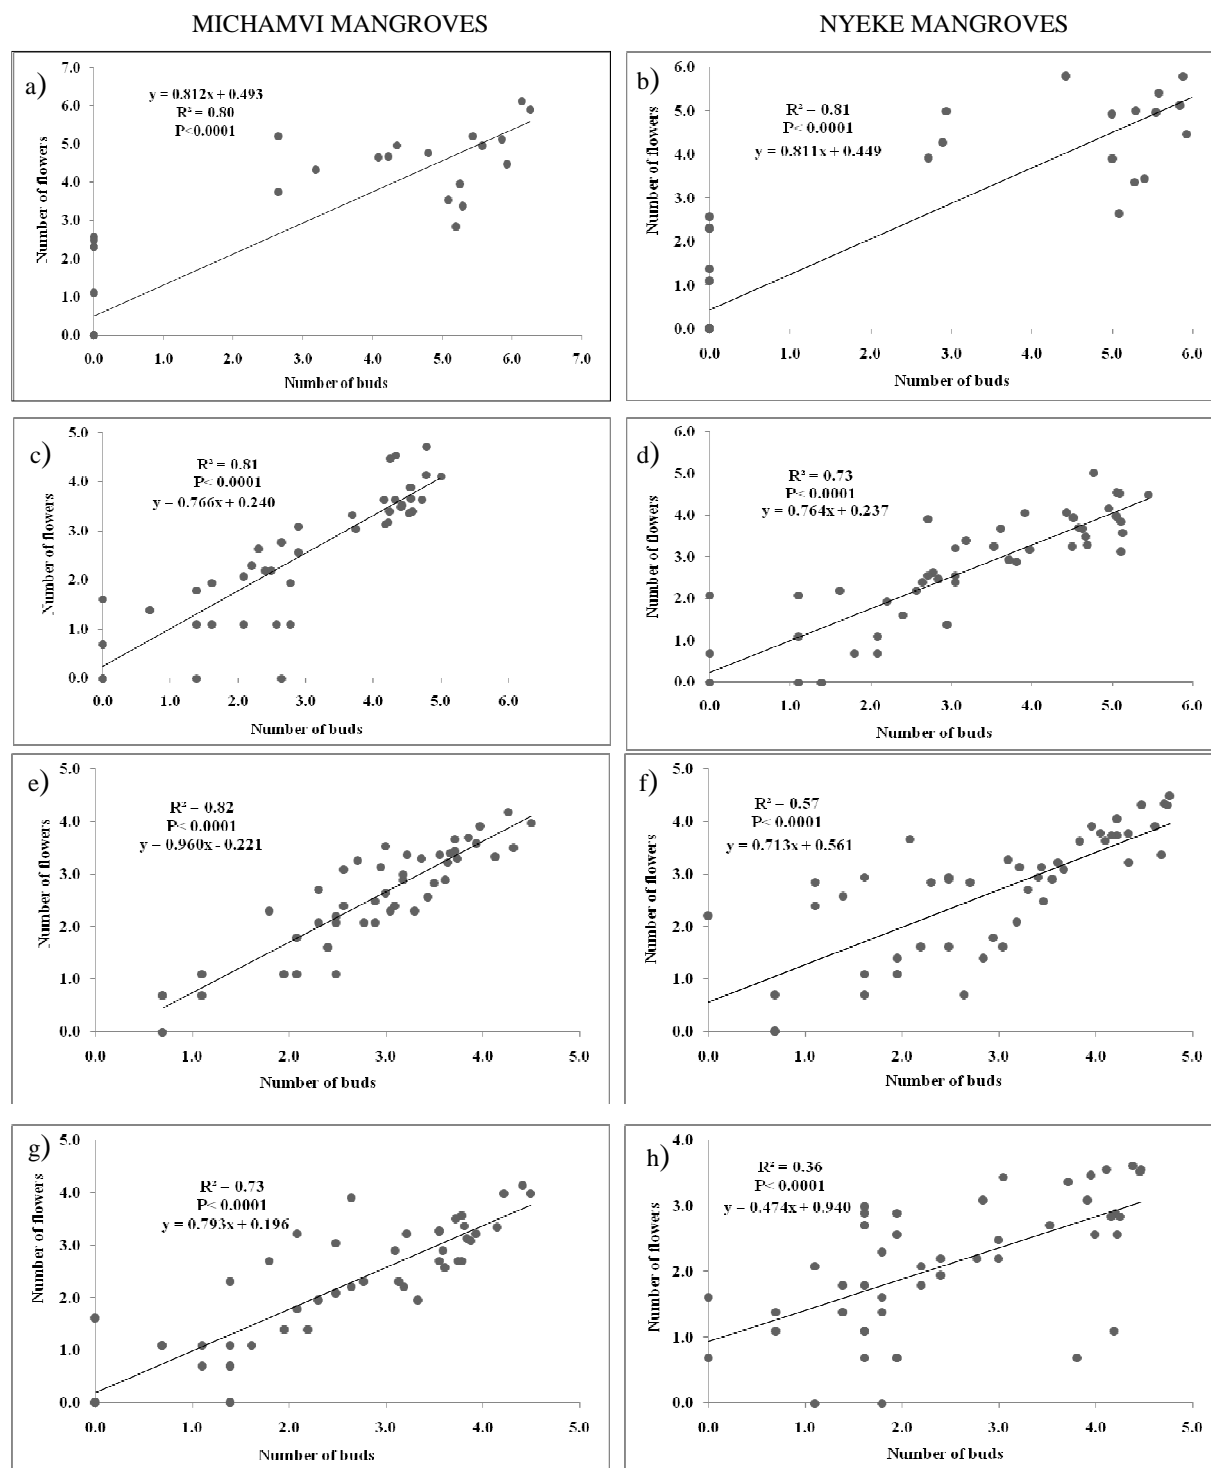 MICHAMVI MANGROVES
NYEKE MANGROVES
a)
y = 0.812x + 0.493
R² = 0.80
P<0.0001
Number of flowers
7.0
6.0
5.0
4.0
3.0
2.0
1.0
0.0
0.0 1.0 2.0 3.0 4.0 5.0 6.0 7.0
Number of buds
b)
R² = 0.81
P< 0.0001
y = 0.811x + 0.449
Number of flowers
6.0
5.0
4.0
3.0
2.0
1.0
0.0
0.0 1.0 2.0 3.0 4.0 5.0 6.0
Number of buds
c)
R² = 0.81
P< 0.0001
y = 0.766x + 0.240
Number of flowers
5.0
4.0
3.0
2.0
1.0
0.0
0.0 1.0 2.0 3.0 4.0 5.0 6.0
Number of buds
d)
R² = 0.73
P< 0.0001
y = 0.764x + 0.237
Number of flowers
6.0
5.0
4.0
3.0
2.0
1.0
0.0
0.0 1.0 2.0 3.0 4.0 5.0 6.0
Number of buds
e)
R² = 0.82
P< 0.0001
y = 0.960x - 0.221
Number of flowers
5.0
4.0
3.0
2.0
1.0
0.0
0.0 1.0 2.0 3.0 4.0 5.0
Number of buds
f)
R² = 0.57
P< 0.0001
y = 0.713x + 0.561
Number of flowers
5.0
4.0
3.0
2.0
1.0
0.0
0.0 1.0 2.0 3.0 4.0 5.0
Number of buds
g)
R² = 0.73
P< 0.0001
y = 0.793x + 0.196
Number of flowers
5.0
4.0
3.0
2.0
1.0
0.0
0.0 1.0 2.0 3.0 4.0 5.0
Number of buds
h)
R² = 0.36
P< 0.0001
y = 0.474x + 0.940
Number of flowers
4.0
3.0
2.0
1.0
0.0
0.0 1.0 2.0 3.0 4.0 5.0
Number of buds